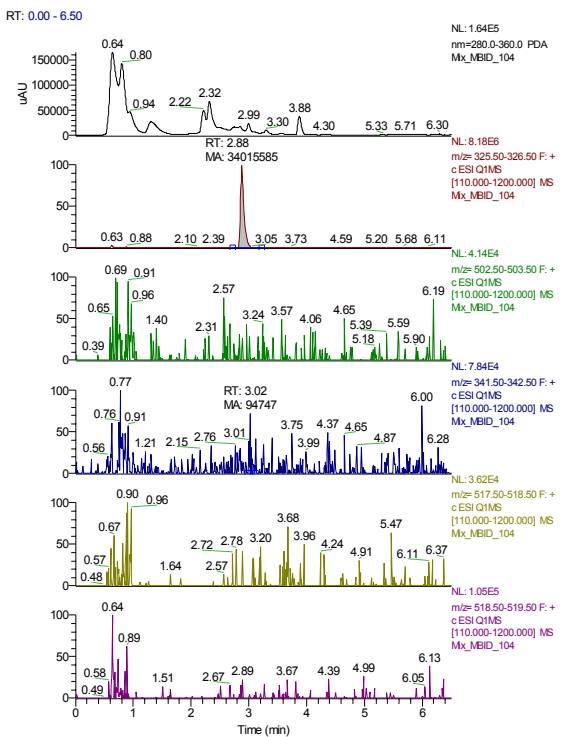 RT: 0.00 - 6.50
NL: 1.64E5
nm=280.0-360.0 PDA
Mix_MBID_104
uAU
150000
100000
50000
0
0.64
0.80
0.94
2.22
2.32
2.99
3.30
3.88
4.30
5.33
5.71
6.30
NL: 8.18E6
m/z= 325.50-326.50 F: +
c ESI Q1MS
[110.000-1200.000] MS
Mix_MBID_104
RT: 2.88
MA: 34015585
100
50
0
0.63
0.88
2.10
2.39
3.05
3.73
4.59
5.20
5.68
6.11
NL: 4.14E4
m/z= 502.50-503.50 F: +
c ESI Q1MS
[110.000-1200.000] MS
Mix_MBID_104
100
50
0
0.39
0.65
0.69
0.91
0.96
1.40
2.31
2.57
3.24
3.57
4.06
4.65
5.18
5.39
5.59
5.90
6.19
NL: 7.84E4
m/z= 341.50-342.50 F: +
c ESI Q1MS
[110.000-1200.000] MS
Mix_MBID_104
RT: 3.02
MA: 94747
100
50
0
0.56
0.76
0.77
0.91
1.21
2.15
2.76
3.01
3.75
3.99
4.37
4.65
4.87
6.00
6.28
NL: 3.62E4
m/z= 517.50-518.50 F: +
c ESI Q1MS
[110.000-1200.000] MS
Mix_MBID_104
100
50
0
0.48
0.57
0.67
0.90
0.96
1.64
2.57
2.72
2.78
3.20
3.68
3.96
4.24
4.91
5.47
6.11
6.37
NL: 1.05E5
m/z= 518.50-519.50 F: +
c ESI Q1MS
[110.000-1200.000] MS
Mix_MBID_104
100
50
0
0.49
0.58
0.64
0.89
1.51
2.67
2.89
3.67
4.39
4.99
6.05
6.13
0 1 2 3 4 5 6
Time (min)